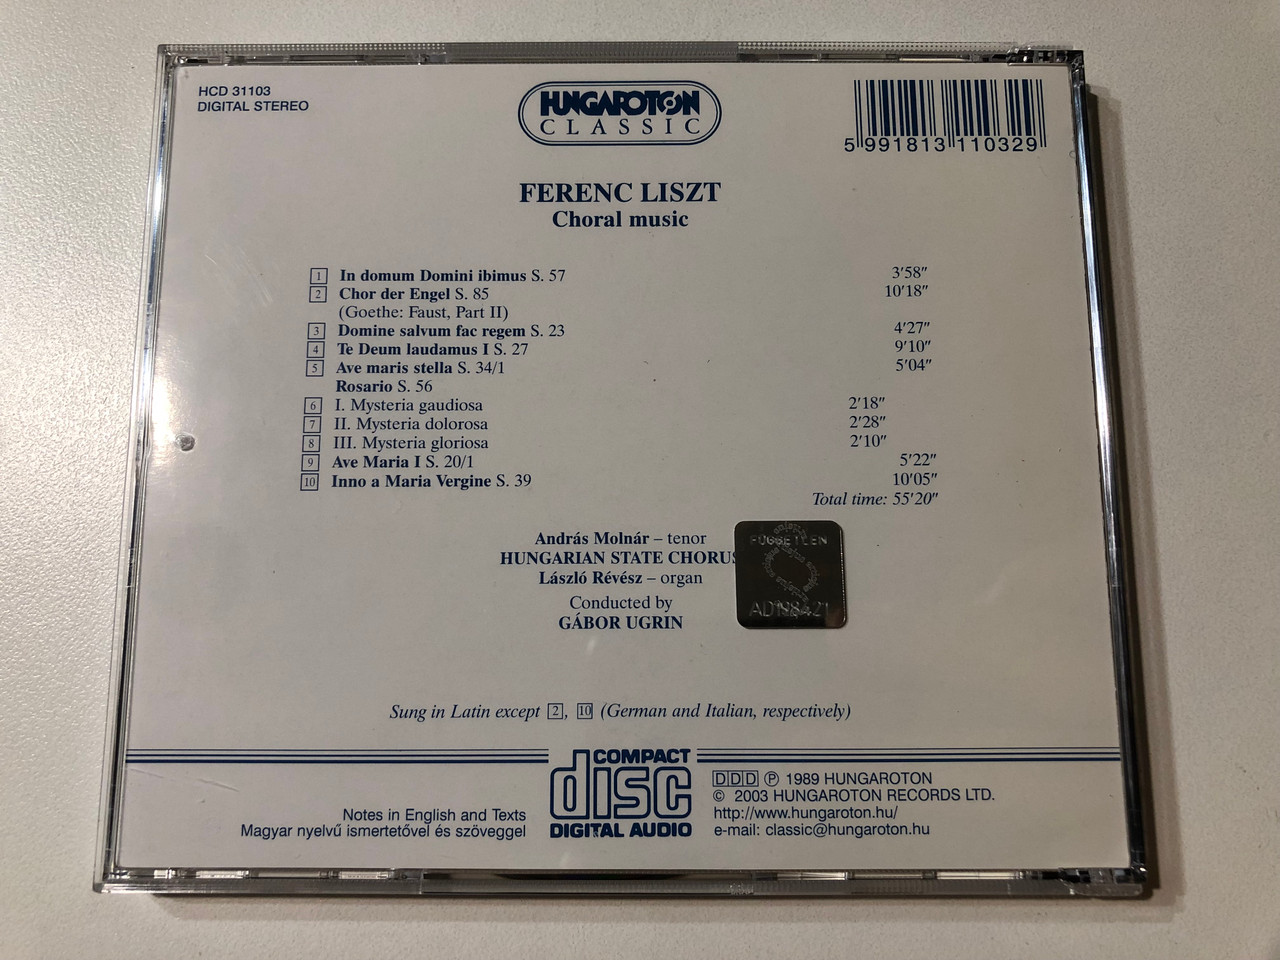 HCD 31103
DIGITAL STEREO
HUNGAROTON
CLASSIC
5 991813 110329
FERENC LISZT
Choral music
1 In domum Domini ibimus S. 57 3′58″
2 Chor der Engel S. 85 10′18″
(Goethe: Faust, Part II)
3 Domine salvum fac regem S. 23 4′27″
4 Te Deum laudamus I S. 27 9′10″
5 Ave maris stella S. 34/1 5′04″
Rosario S. 56
6 I. Mysteria gaudiosa 2′18″
7 II. Mysteria dolorosa 2′28″
8 III. Mysteria gloriosa 2′10″
9 Ave Maria I S. 20/1 5′22″
10 Inno a Maria Vergine S. 39 10′05″
Total time: 55′20″
András Molnár – tenor
HUNGARIAN STATE CHORUS
László Révész – organ
Conducted by
GÁBOR UGRIN
FÜGGETLEN
AD198421
Sung in Latin except 2, 10 (German and Italian, respectively)
Notes in English and Texts
Magyar nyelvű ismertetővel és szöveggel
COMPACT
disc
DIGITAL AUDIO
DDD ℗ 1989 HUNGAROTON
© 2003 HUNGAROTON RECORDS LTD.
http://www.hungaroton.hu/
e-mail: classic@hungaroton.hu